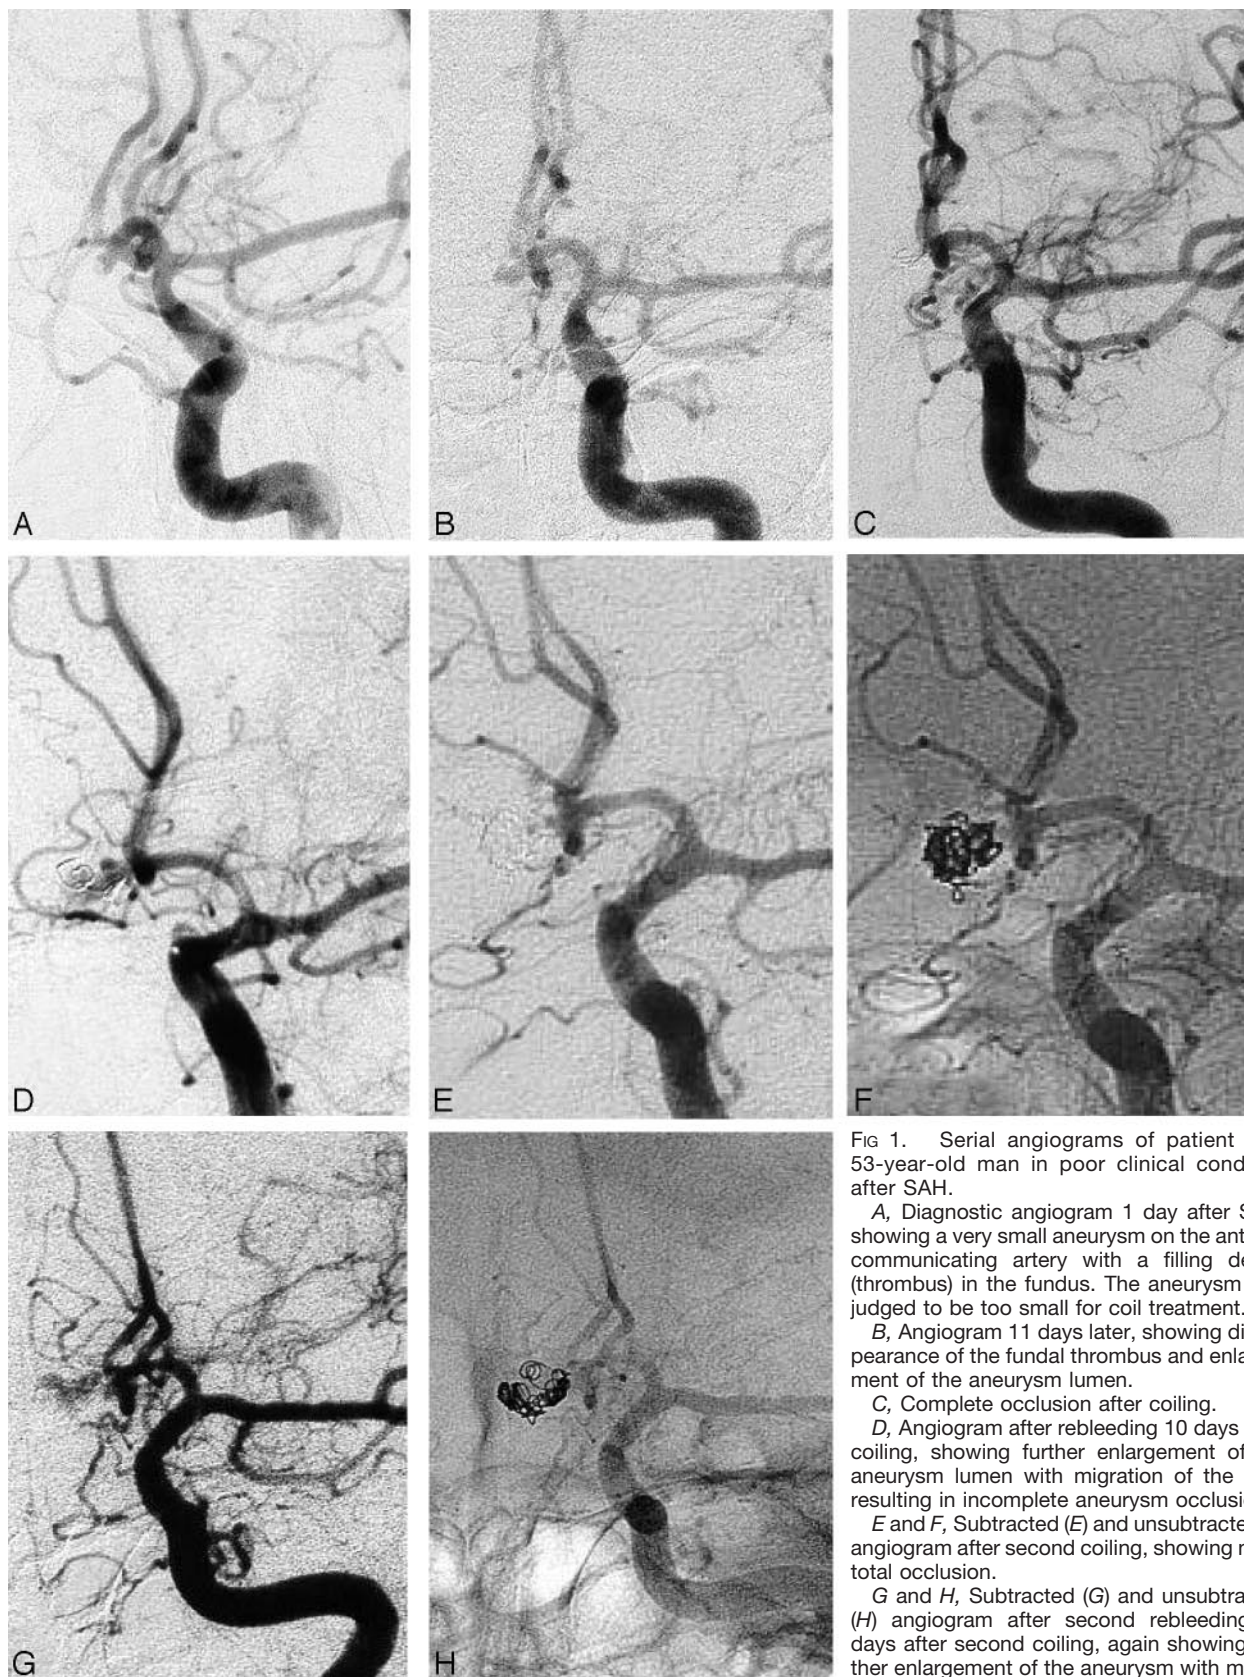 A
B
C
D
E
F
G
H
FIG 1. Serial angiograms of patient
53-year-old man in poor clinical cond
after SAH.
A, Diagnostic angiogram 1 day after S
showing a very small aneurysm on the ant
communicating artery with a filling de
(thrombus) in the fundus. The aneurysm
judged to be too small for coil treatment.
B, Angiogram 11 days later, showing di
pearance of the fundal thrombus and enla
ment of the aneurysm lumen.
C, Complete occlusion after coiling.
D, Angiogram after rebleeding 10 days
coiling, showing further enlargement of
aneurysm lumen with migration of the
resulting in incomplete aneurysm occlusi
E and F, Subtracted (E) and unsubtracte
angiogram after second coiling, showing n
total occlusion.
G and H, Subtracted (G) and unsubtra
(H) angiogram after second rebleeding
days after second coiling, again showing
ther enlargement of the aneurysm with m